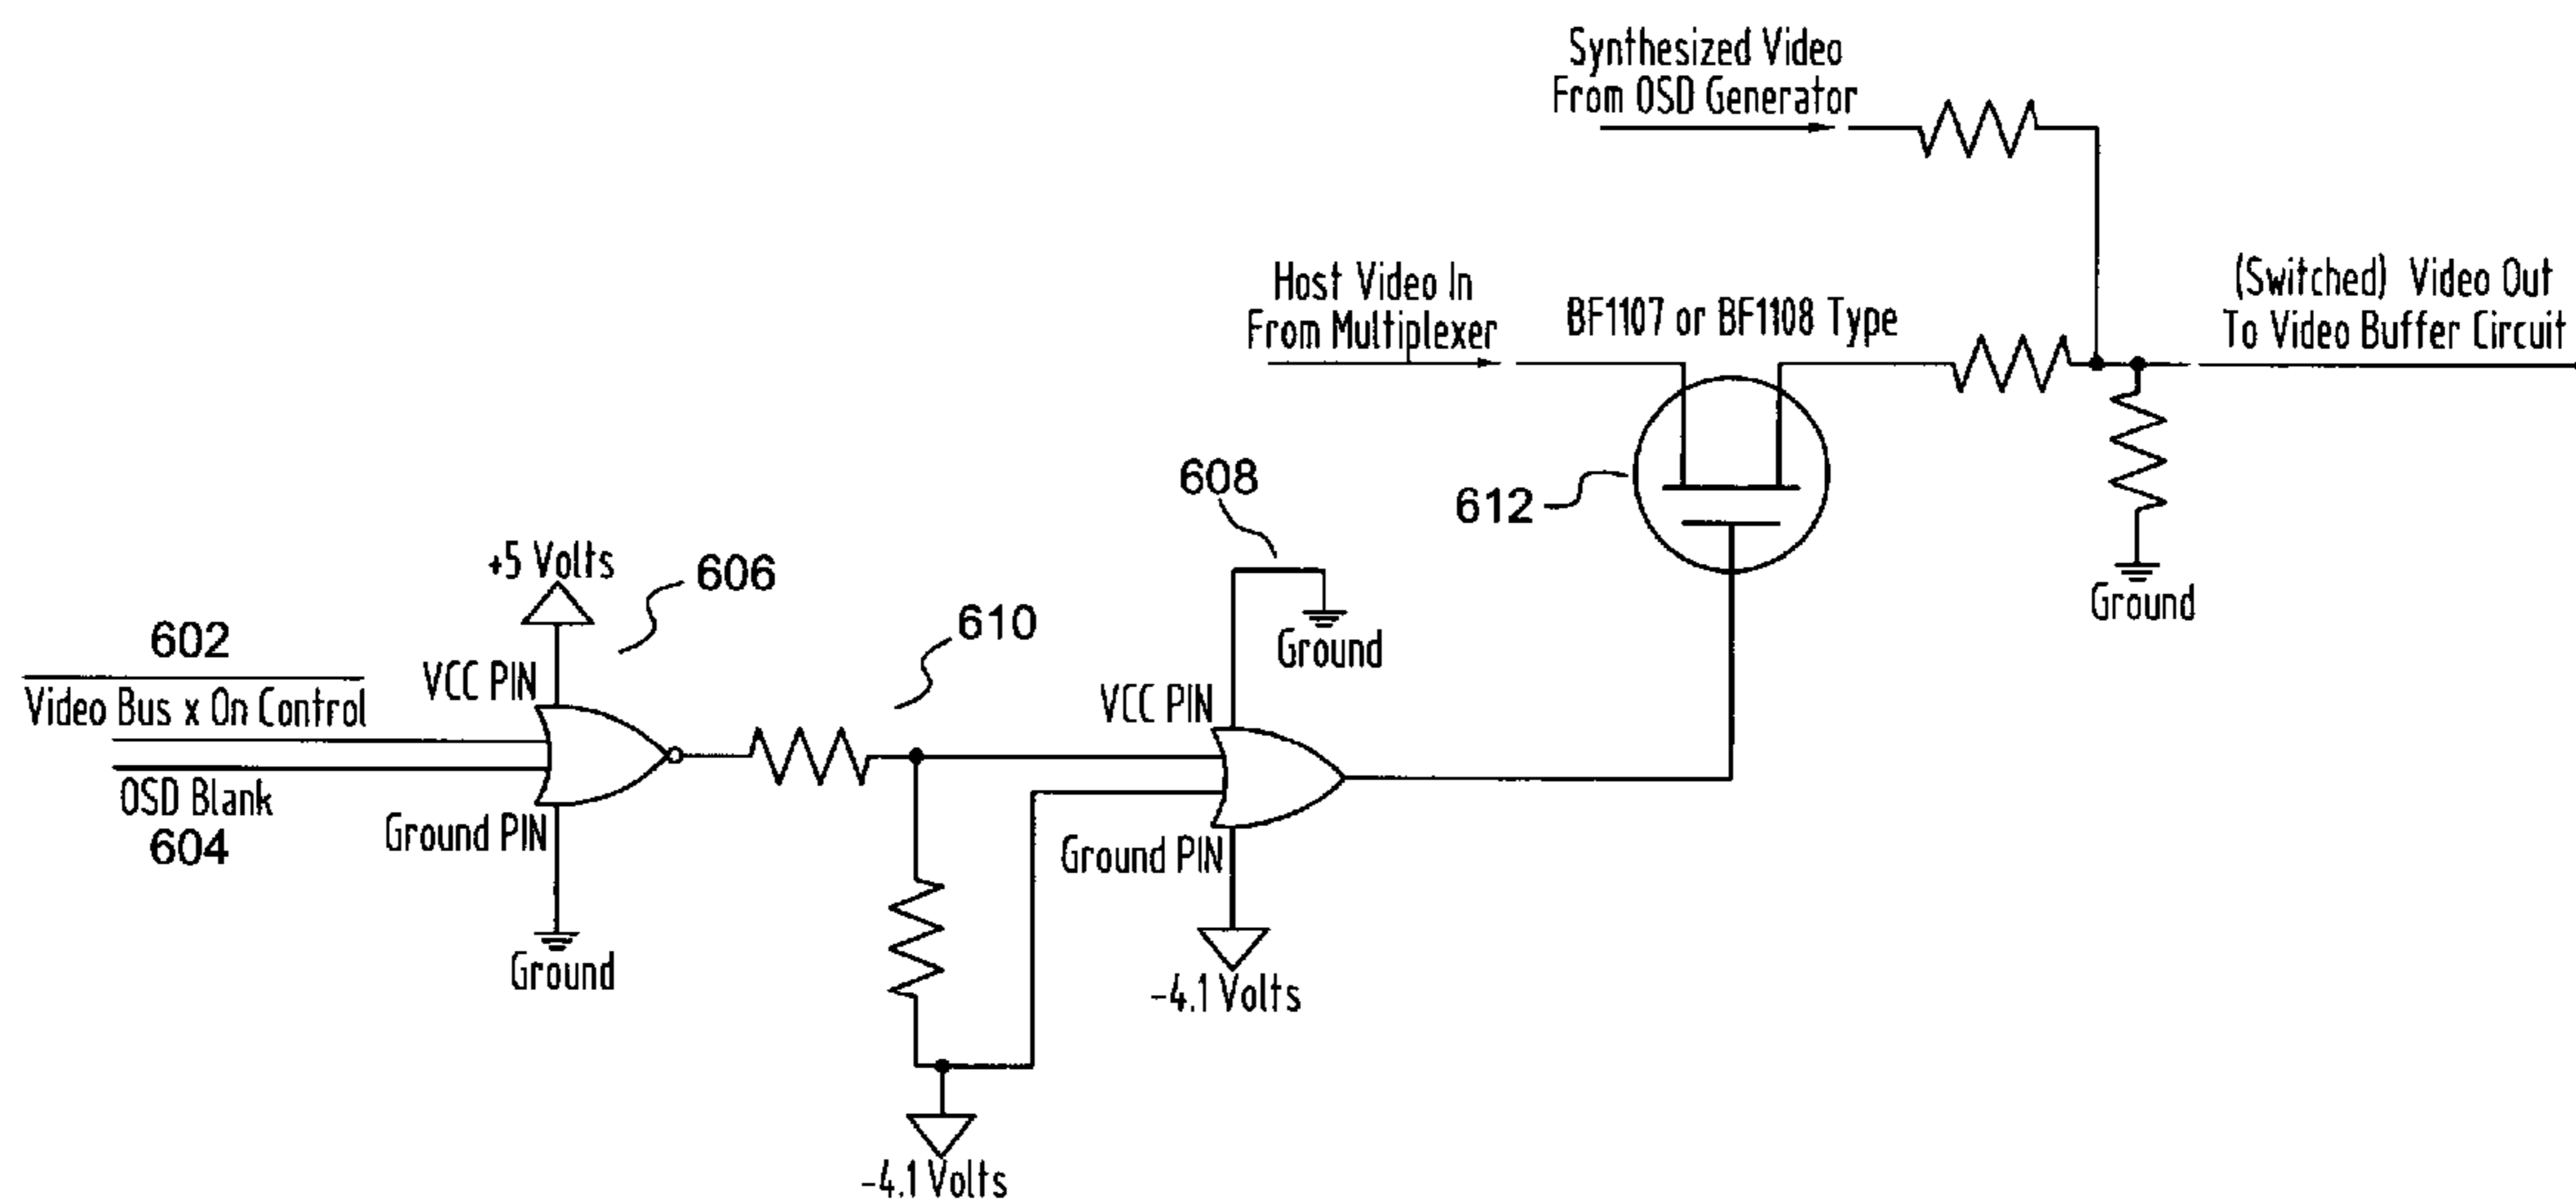 Synthesized Video
From OSD Generator
Host Video In
From Multiplexer
BF1107 or BF1108 Type
(Switched) Video Out
To Video Buffer Circuit
608
612
+5 Volts
606
610
Ground
Ground
602
Video Bus x On Control
VCC PIN
VCC PIN
OSD Blank
604
Ground PIN
Ground PIN
Ground
-4.1 Volts
-4.1 Volts